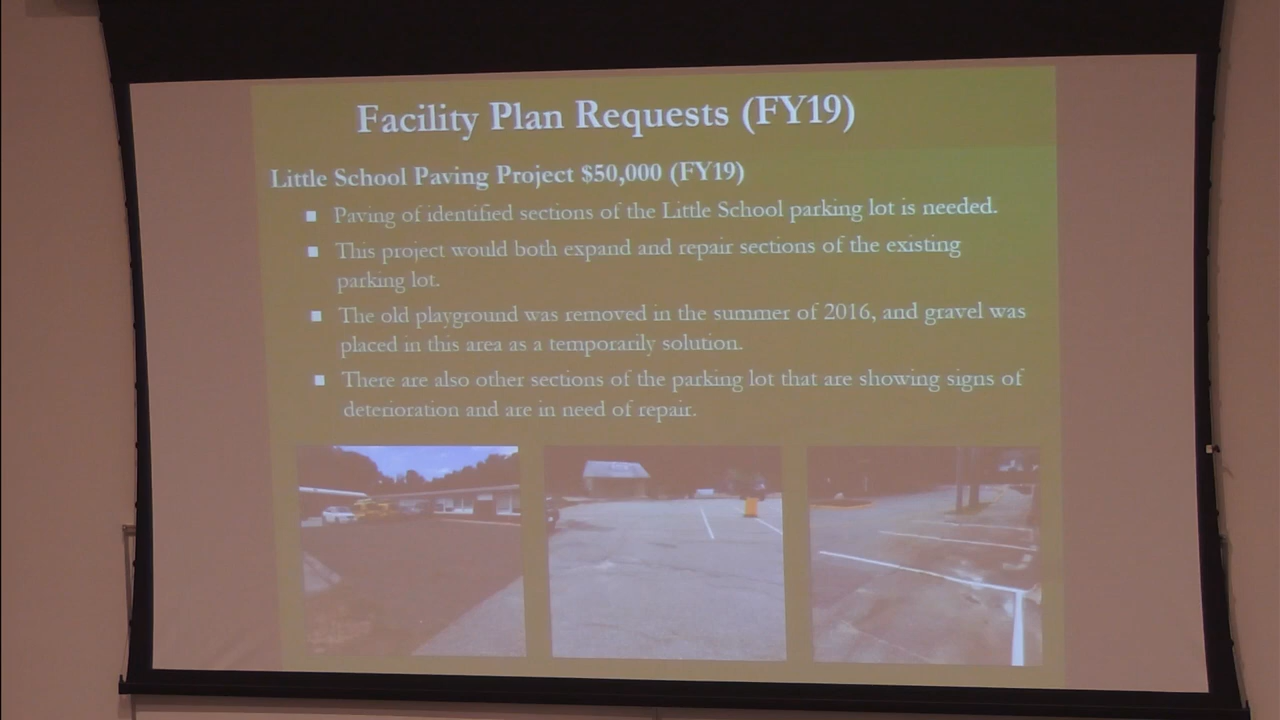 Facility Plan Requests (FY19)
Little School Paving Project $50,000 (FY19)
Paving of identified sections of the Little School parking lot is needed.
This project would both expand and repair sections of the existing
parking lot.
The old playground was removed in the summer of 2016, and gravel was
placed in this area as a temporarily solution.
There are also other sections of the parking lot that are showing signs of
deterioration and are in need of repair.